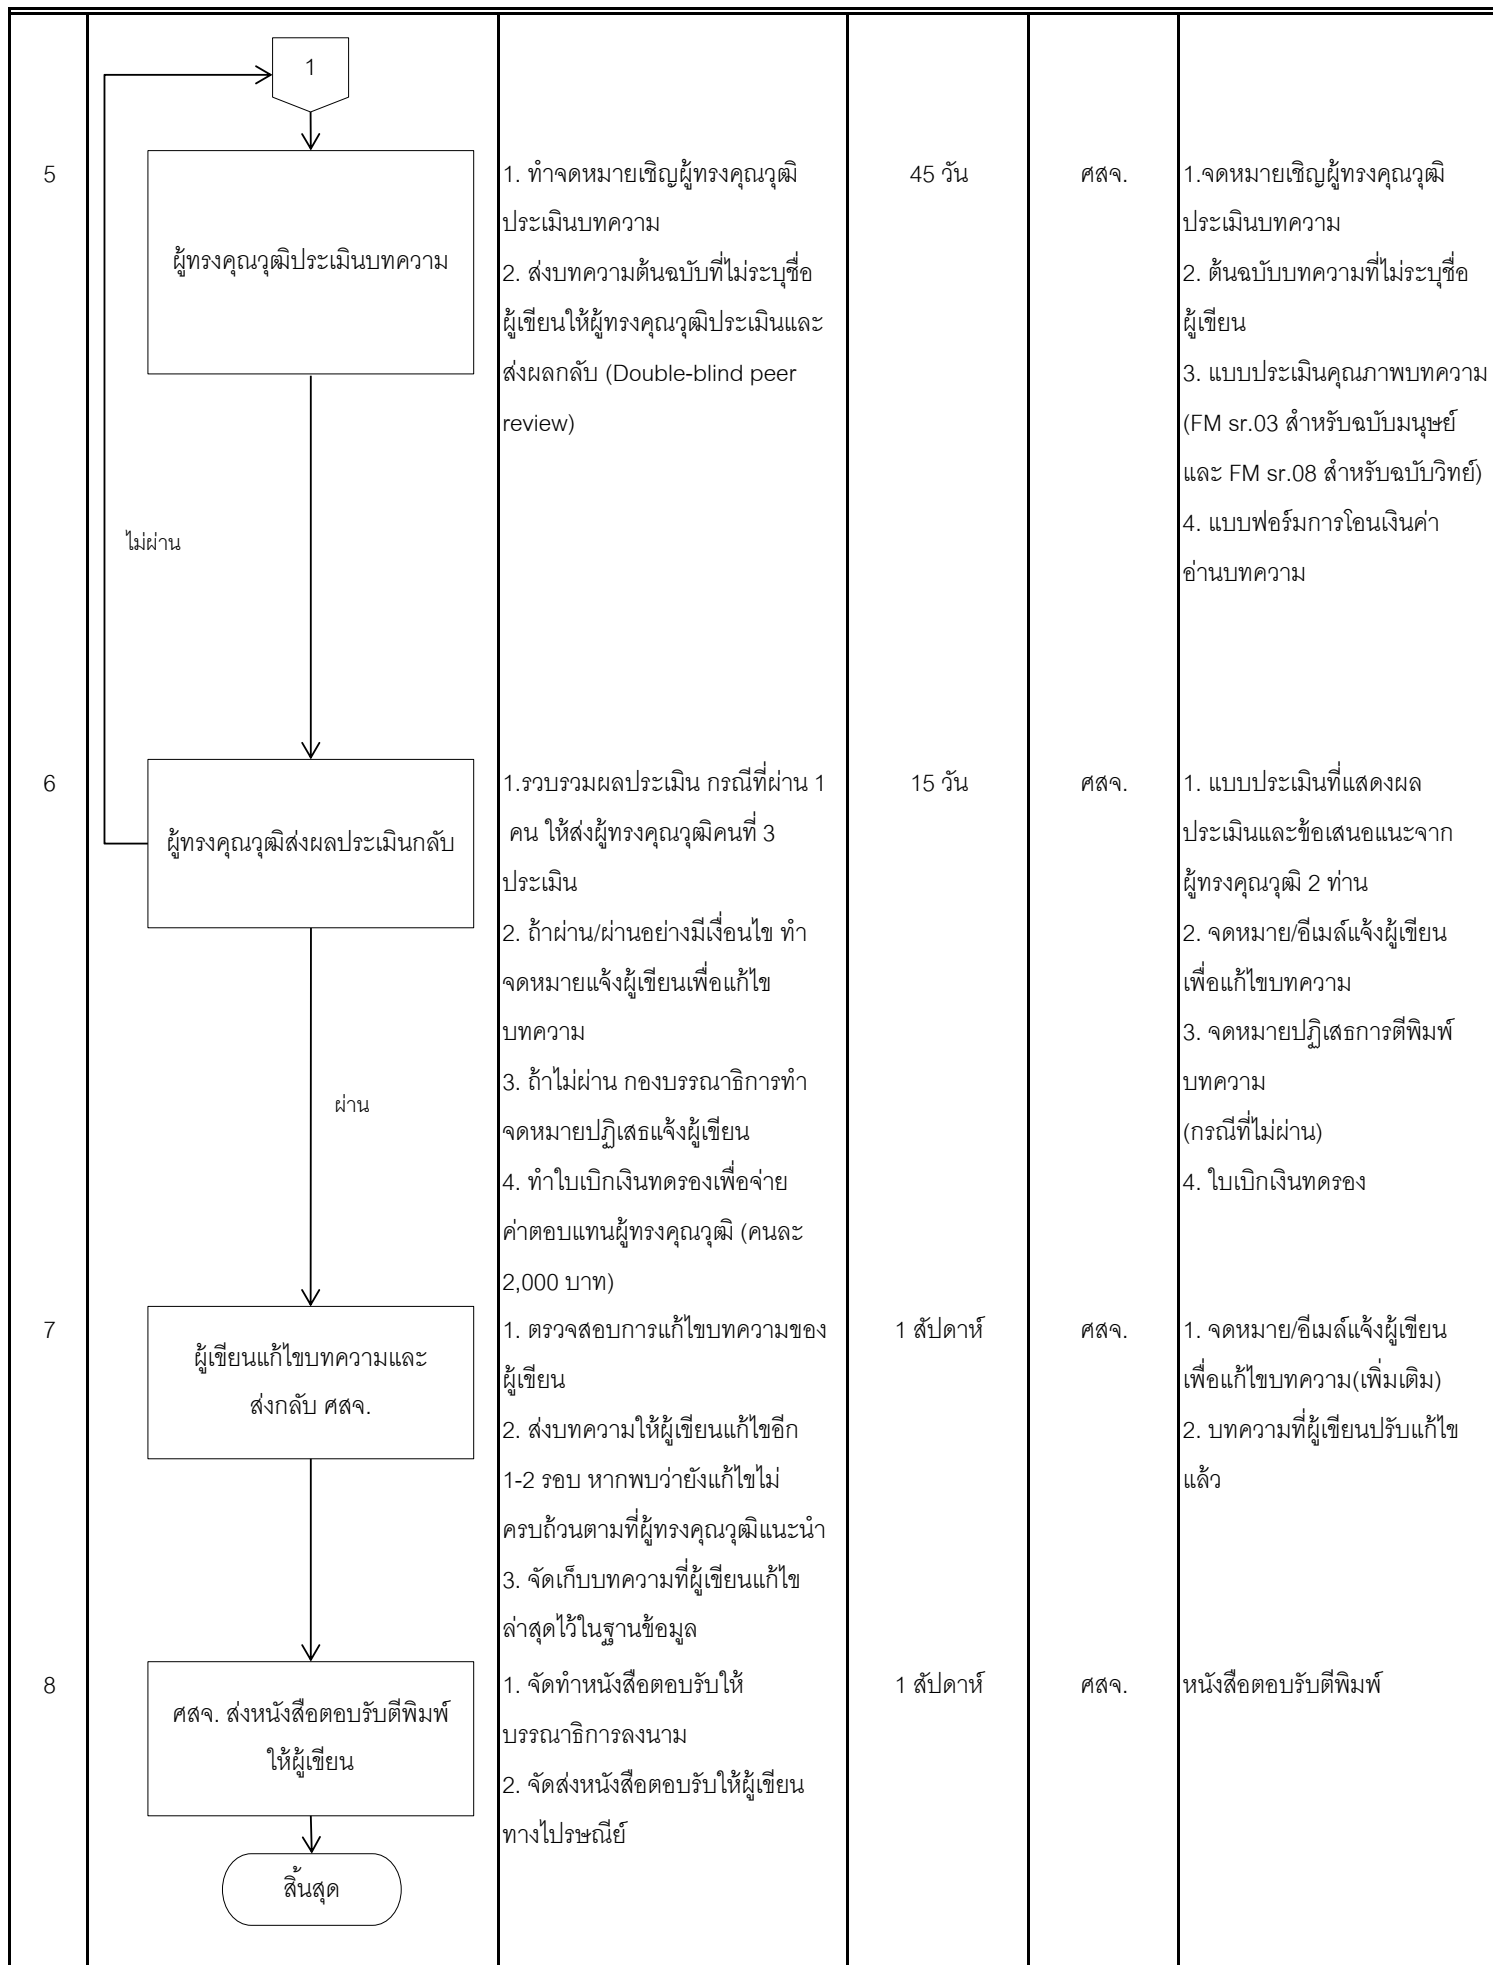 1
5
ผู้ทรงคุณวุฒิประเมินบทความ
1. ทำจดหมายเชิญผู้ทรงคุณวุฒิ
ประเมินบทความ
2. ส่งบทความต้นฉบับที่ไม่ระบุชื่อ
ผู้เขียนให้ผู้ทรงคุณวุฒิประเมินและ
ส่งผลกลับ (Double-blind peer
review)
45 วัน
ศสจ.
1.จดหมายเชิญผู้ทรงคุณวุฒิ
ประเมินบทความ
2. ต้นฉบับบทความที่ไม่ระบุชื่อ
ผู้เขียน
3. แบบประเมินคุณภาพบทความ
(FM sr.03 สำหรับฉบับมนุษย์
และ FM sr.08 สำหรับฉบับวิทย์)
4. แบบฟอร์มการโอนเงินค่า
อ่านบทความ
ไม่ผ่าน
6
ผู้ทรงคุณวุฒิส่งผลประเมินกลับ
1.รวบรวมผลประเมิน กรณีที่ผ่าน 1
คน ให้ส่งผู้ทรงคุณวุฒิคนที่ 3
ประเมิน
2. ถ้าผ่าน/ผ่านอย่างมีเงื่อนไข ทำ
จดหมายแจ้งผู้เขียนเพื่อแก้ไข
บทความ
3. ถ้าไม่ผ่าน กองบรรณาธิการทำ
จดหมายปฏิเสธแจ้งผู้เขียน
4. ทำใบเบิกเงินทดรองเพื่อจ่าย
ค่าตอบแทนผู้ทรงคุณวุฒิ (คนละ
2,000 บาท)
15 วัน
ศสจ.
1. แบบประเมินที่แสดงผล
ประเมินและข้อเสนอแนะจาก
ผู้ทรงคุณวุฒิ 2 ท่าน
2. จดหมาย/อีเมล์แจ้งผู้เขียน
เพื่อแก้ไขบทความ
3. จดหมายปฏิเสธการตีพิมพ์
บทความ
(กรณีที่ไม่ผ่าน)
4. ใบเบิกเงินทดรอง
ผ่าน
7
ผู้เขียนแก้ไขบทความและ
ส่งกลับ ศสจ.
1. ตรวจสอบการแก้ไขบทความของ
ผู้เขียน
2. ส่งบทความให้ผู้เขียนแก้ไขอีก
1-2 รอบ หากพบว่ายังแก้ไขไม่
ครบถ้วนตามที่ผู้ทรงคุณวุฒิแนะนำ
3. จัดเก็บบทความที่ผู้เขียนแก้ไข
ล่าสุดไว้ในฐานข้อมูล
1 สัปดาห์
ศสจ.
1. จดหมาย/อีเมล์แจ้งผู้เขียน
เพื่อแก้ไขบทความ(เพิ่มเติม)
2. บทความที่ผู้เขียนปรับแก้ไข
แล้ว
8
ศสจ. ส่งหนังสือตอบรับตีพิมพ์
ให้ผู้เขียน
1. จัดทำหนังสือตอบรับให้
บรรณาธิการลงนาม
2. จัดส่งหนังสือตอบรับให้ผู้เขียน
ทางไปรษณีย์
1 สัปดาห์
ศสจ.
หนังสือตอบรับตีพิมพ์
สิ้นสุด